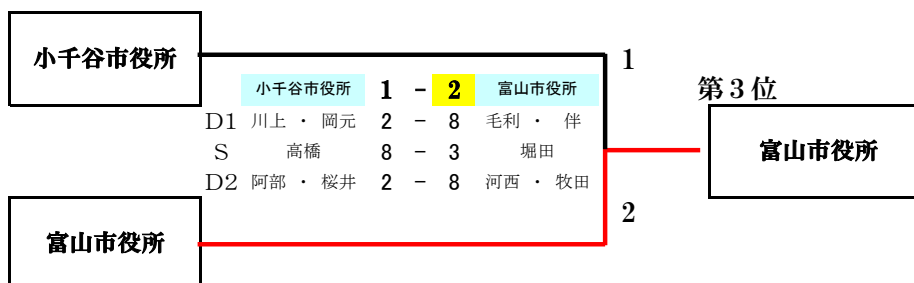 小千谷市役所
1
小千谷市役所 1 － 2 富山市役所
第３位
D1 川上 ・ 岡元 2 － 8 毛利 ・ 伴
S 高橋 8 － 3 堀田
富山市役所
D2 阿部 ・ 桜井 2 － 8 河西 ・ 牧田
2
富山市役所